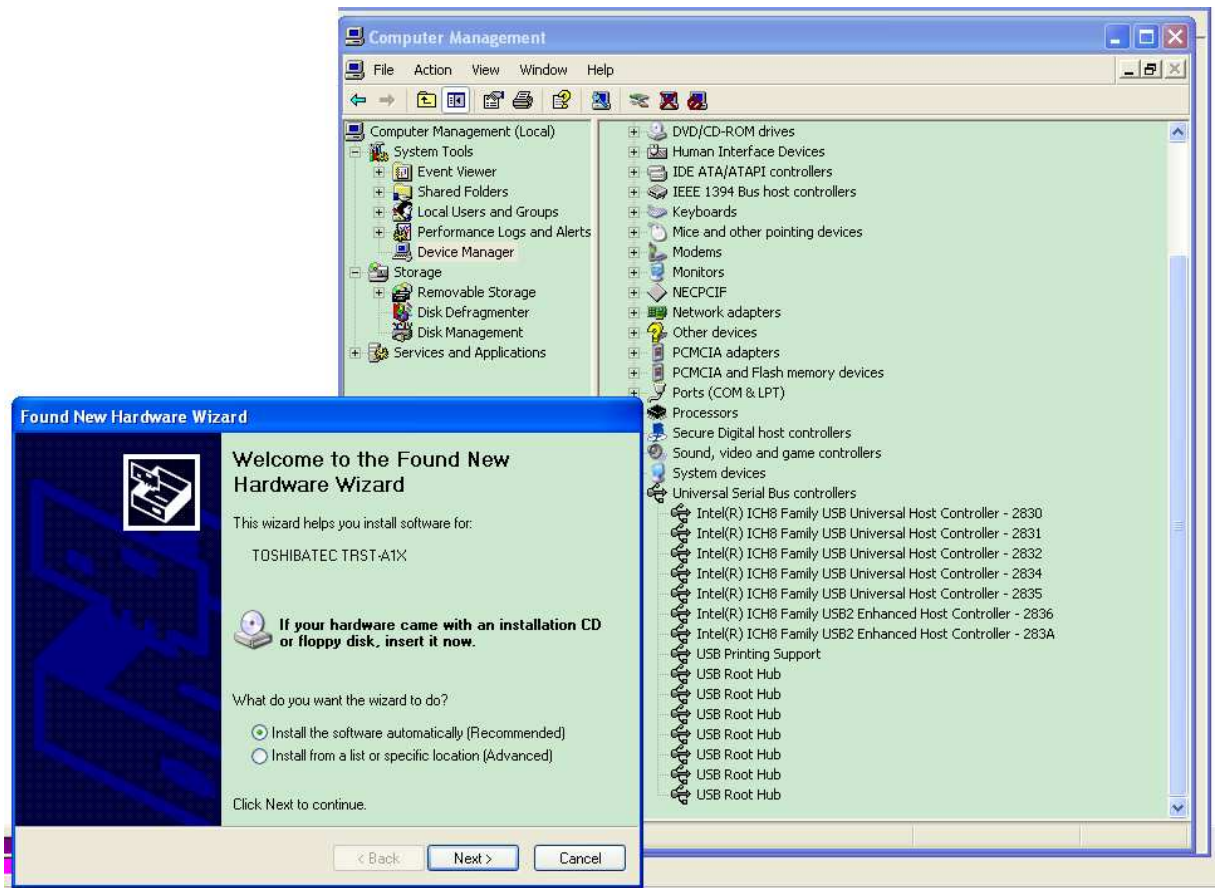 Computer Management
File Action View Window Help
Computer Management (Local)
System Tools
Event Viewer
Shared Folders
Local Users and Groups
Performance Logs and Alerts
Device Manager
Storage
Removable Storage
Disk Defragmenter
Disk Management
Services and Applications
DVD/CD-ROM drives
Human Interface Devices
IDE ATA/ATAPI controllers
IEEE 1394 Bus host controllers
Keyboards
Mice and other pointing devices
Modems
Monitors
NECPCIF
Network adapters
Other devices
PCMCIA adapters
PCMCIA and Flash memory devices
Ports (COM & LPT)
Processors
Secure Digital host controllers
Sound, video and game controllers
System devices
Universal Serial Bus controllers
Intel(R) ICH8 Family USB Universal Host Controller - 2830
Intel(R) ICH8 Family USB Universal Host Controller - 2831
Intel(R) ICH8 Family USB Universal Host Controller - 2832
Intel(R) ICH8 Family USB Universal Host Controller - 2834
Intel(R) ICH8 Family USB Universal Host Controller - 2835
Intel(R) ICH8 Family USB2 Enhanced Host Controller - 2836
Intel(R) ICH8 Family USB2 Enhanced Host Controller - 283A
USB Printing Support
USB Root Hub
USB Root Hub
USB Root Hub
USB Root Hub
USB Root Hub
USB Root Hub
USB Root Hub
Found New Hardware Wizard
Welcome to the Found New
Hardware Wizard
This wizard helps you install software for:
TOSHIBATEC TRST-A1X
If your hardware came with an installation CD
or floppy disk, insert it now.
What do you want the wizard to do?
Install the software automatically (Recommended)
Install from a list or specific location (Advanced)
Click Next to continue.
< Back Next > Cancel